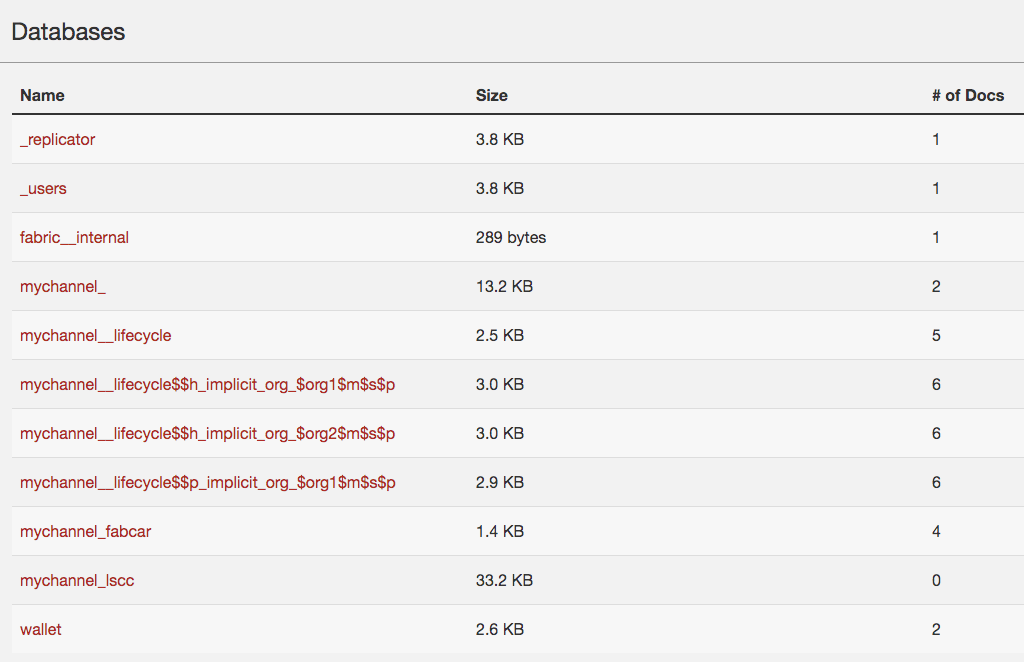 Databases
Name Size # of Docs
_replicator 3.8 KB 1
_users 3.8 KB 1
fabric__internal 289 bytes 1
mychannel_ 13.2 KB 2
mychannel__lifecycle 2.5 KB 5
mychannel__lifecycle$$h_implicit_org_$org1$m$s$p 3.0 KB 6
mychannel__lifecycle$$h_implicit_org_$org2$m$s$p 3.0 KB 6
mychannel__lifecycle$$p_implicit_org_$org1$m$s$p 2.9 KB 6
mychannel_fabcar 1.4 KB 4
mychannel_lscc 33.2 KB 0
wallet 2.6 KB 2